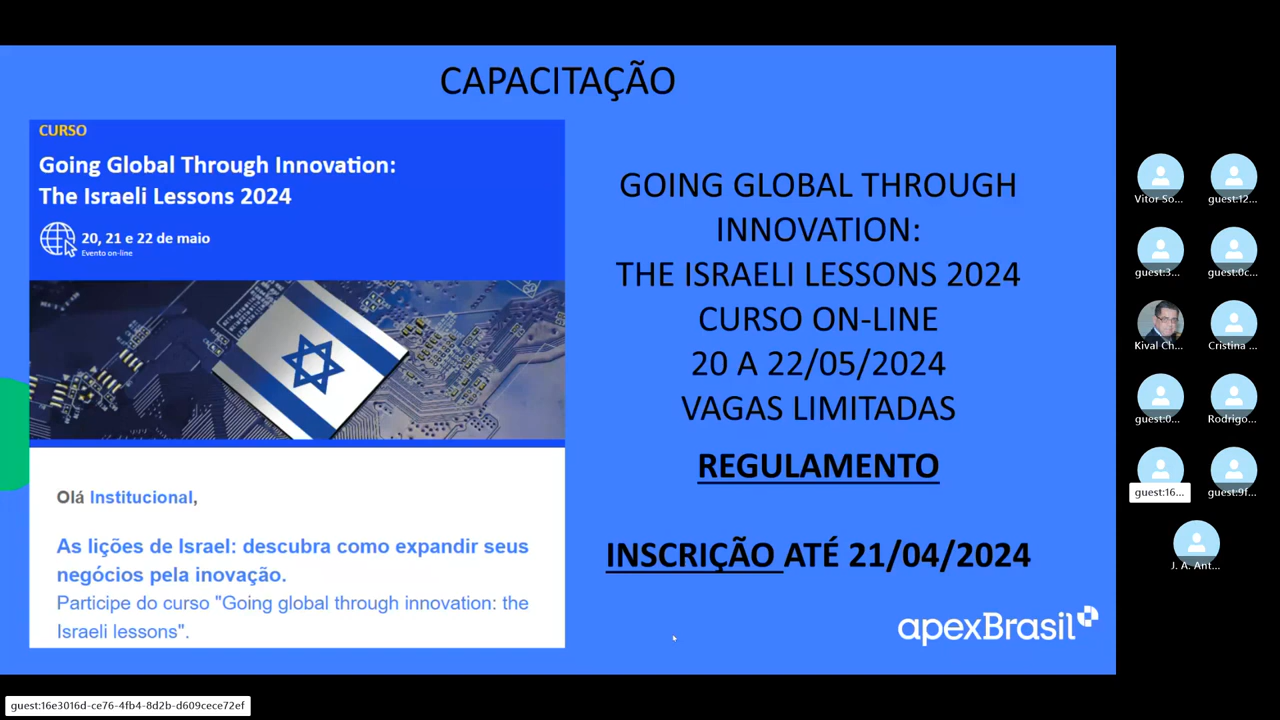 CAPACITAÇÃO
CURSO
Going Global Through Innovation:
The Israeli Lessons 2024
20, 21 e 22 de maio
Evento on-line
Olá Institucional,
As lições de Israel: descubra como expandir seus
negócios pela inovação.
Participe do curso "Going global through innovation: the
Israeli lessons".
GOING GLOBAL THROUGH
INNOVATION:
THE ISRAELI LESSONS 2024
CURSO ON-LINE
20 A 22/05/2024
VAGAS LIMITADAS
REGULAMENTO
INSCRIÇÃO ATÉ 21/04/2024
apexBrasil
Vitor So...
guest:12...
guest:3...
guest:0c...
Kival Ch...
Cristina ...
guest:0...
Rodrigo...
guest:16...
guest:9f...
J. A. Ant...
guest:16e3016d-ce76-4fb4-8d2b-d609cece72ef